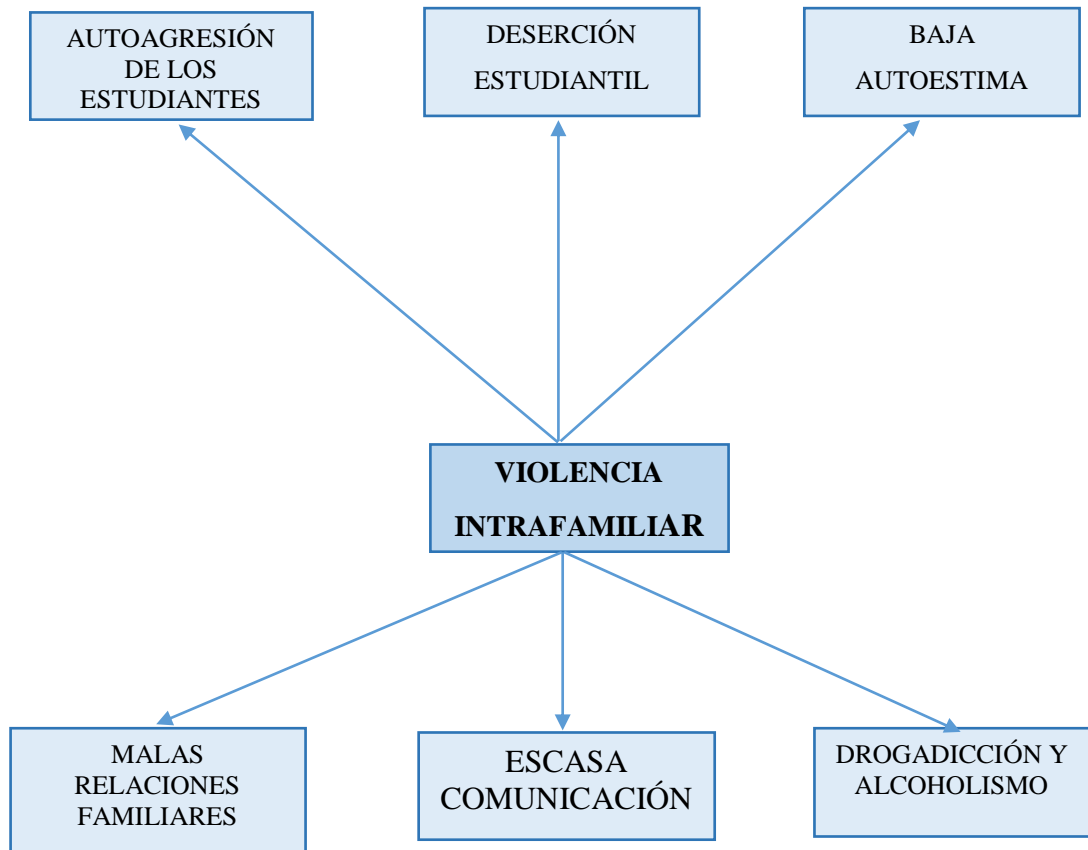 AUTOAGRESIÓN
DE LOS
ESTUDIANTES
DESERCIÓN
ESTUDIANTIL
BAJA
AUTOESTIMA
VIOLENCIA
INTRAFAMILIAR
MALAS
RELACIONES
FAMILIARES
ESCASA
COMUNICACIÓN
DROGADICCIÓN Y
ALCOHOLISMO